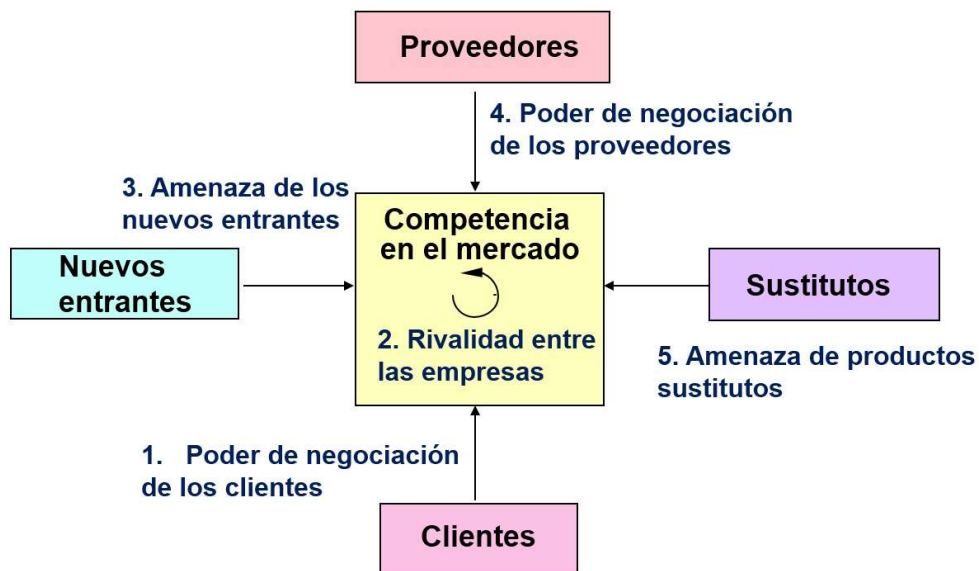 Proveedores
4. Poder de negociación
de los proveedores
3. Amenaza de los
nuevos entrantes
Competencia
en el mercado
Nuevos
entrantes
Sustitutos
2. Rivalidad entre
las empresas
5. Amenaza de productos
sustitutos
1. Poder de negociación
de los clientes
Clientes